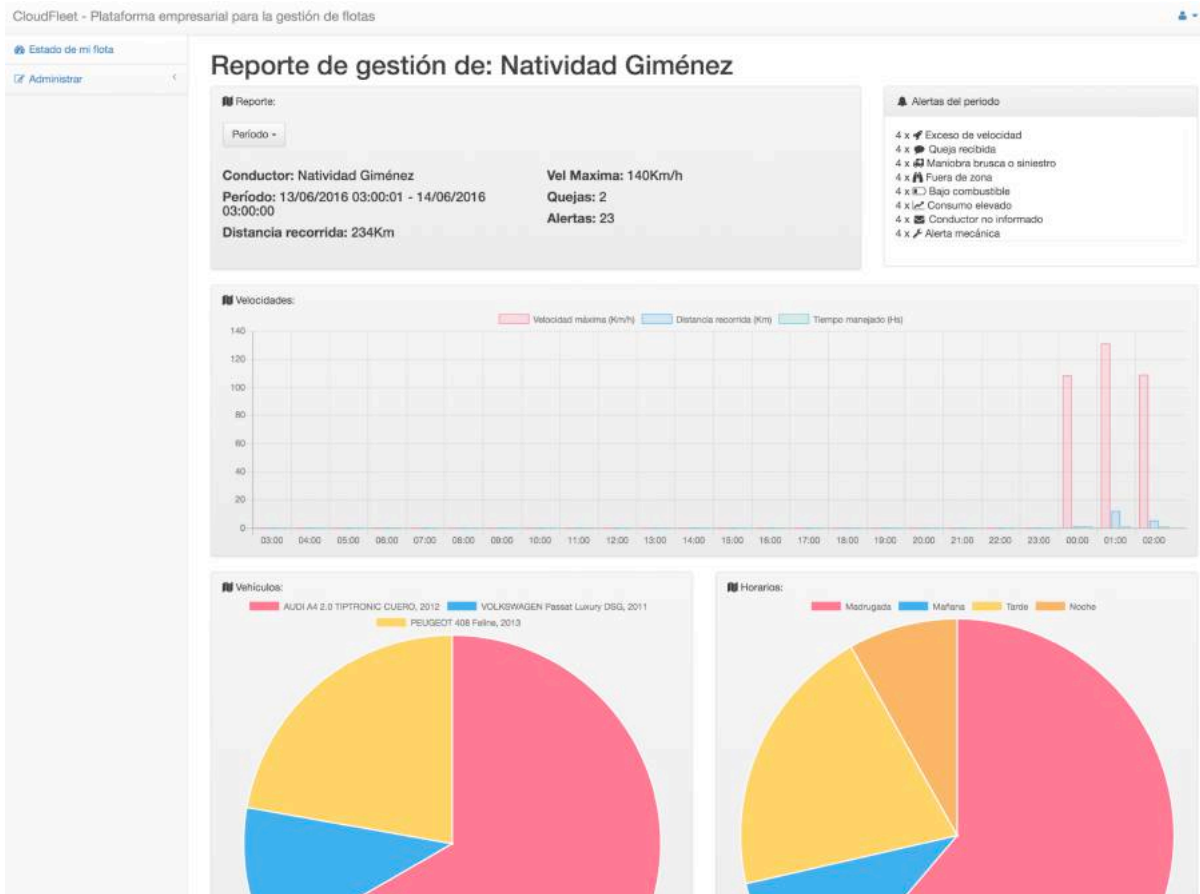 CloudFleet - Plataforma empresarial para la gestión de flotas
Estado de mi flota
Administrar
Reporte de gestión de: Natividad Giménez
Reporte:
Período
Conductor: Natividad Giménez
Período: 13/06/2016 03:00:01 - 14/06/2016
03:00:00
Distancia recorrida: 234Km
Vel Maxima: 140Km/h
Quejas: 2
Alertas: 23
Alertas del periodo
4 x Exceso de velocidad
4 x Queja recibida
4 x Maniobra brusca o siniestro
4 x Fuera de zona
4 x Bajo combustible
4 x Consumo elevado
4 x Conductor no informado
4 x Alerta mecánica
Velocidades:
Velocidad máxima (Km/h) Distancia recorrida (Km) Tiempo manejado (Hs)
140
120
100
80
60
40
20
0
03:00 04:00 05:00 06:00 07:00 08:00 09:00 10:00 11:00 12:00 13:00 14:00 15:00 16:00 17:00 18:00 19:00 20:00 21:00 22:00 23:00 00:00 01:00 02:00
Vehículos:
AUDI A4 2.0 TIPTRONIC CUERO, 2012 VOLKSWAGEN Passat Luxury DSG, 2011
PEUGEOT 408 Feline, 2013
Horarios:
Madrugada Mañana Tarde Noche